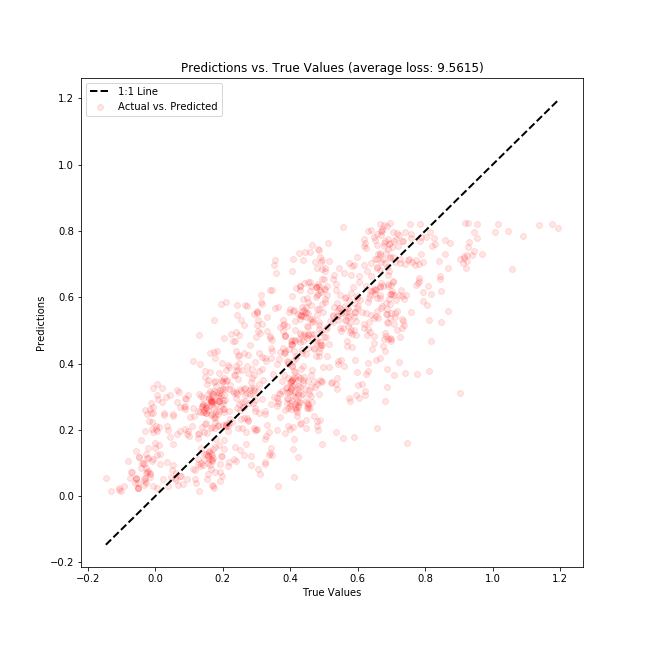 Predictions vs. True Values (average loss: 9.5615)
1:1 Line
Actual vs. Predicted
1.2
1.0
0.8
0.6
0.4
0.2
0.0
−0.2
Predictions
−0.2 0.0 0.2 0.4 0.6 0.8 1.0 1.2
True Values